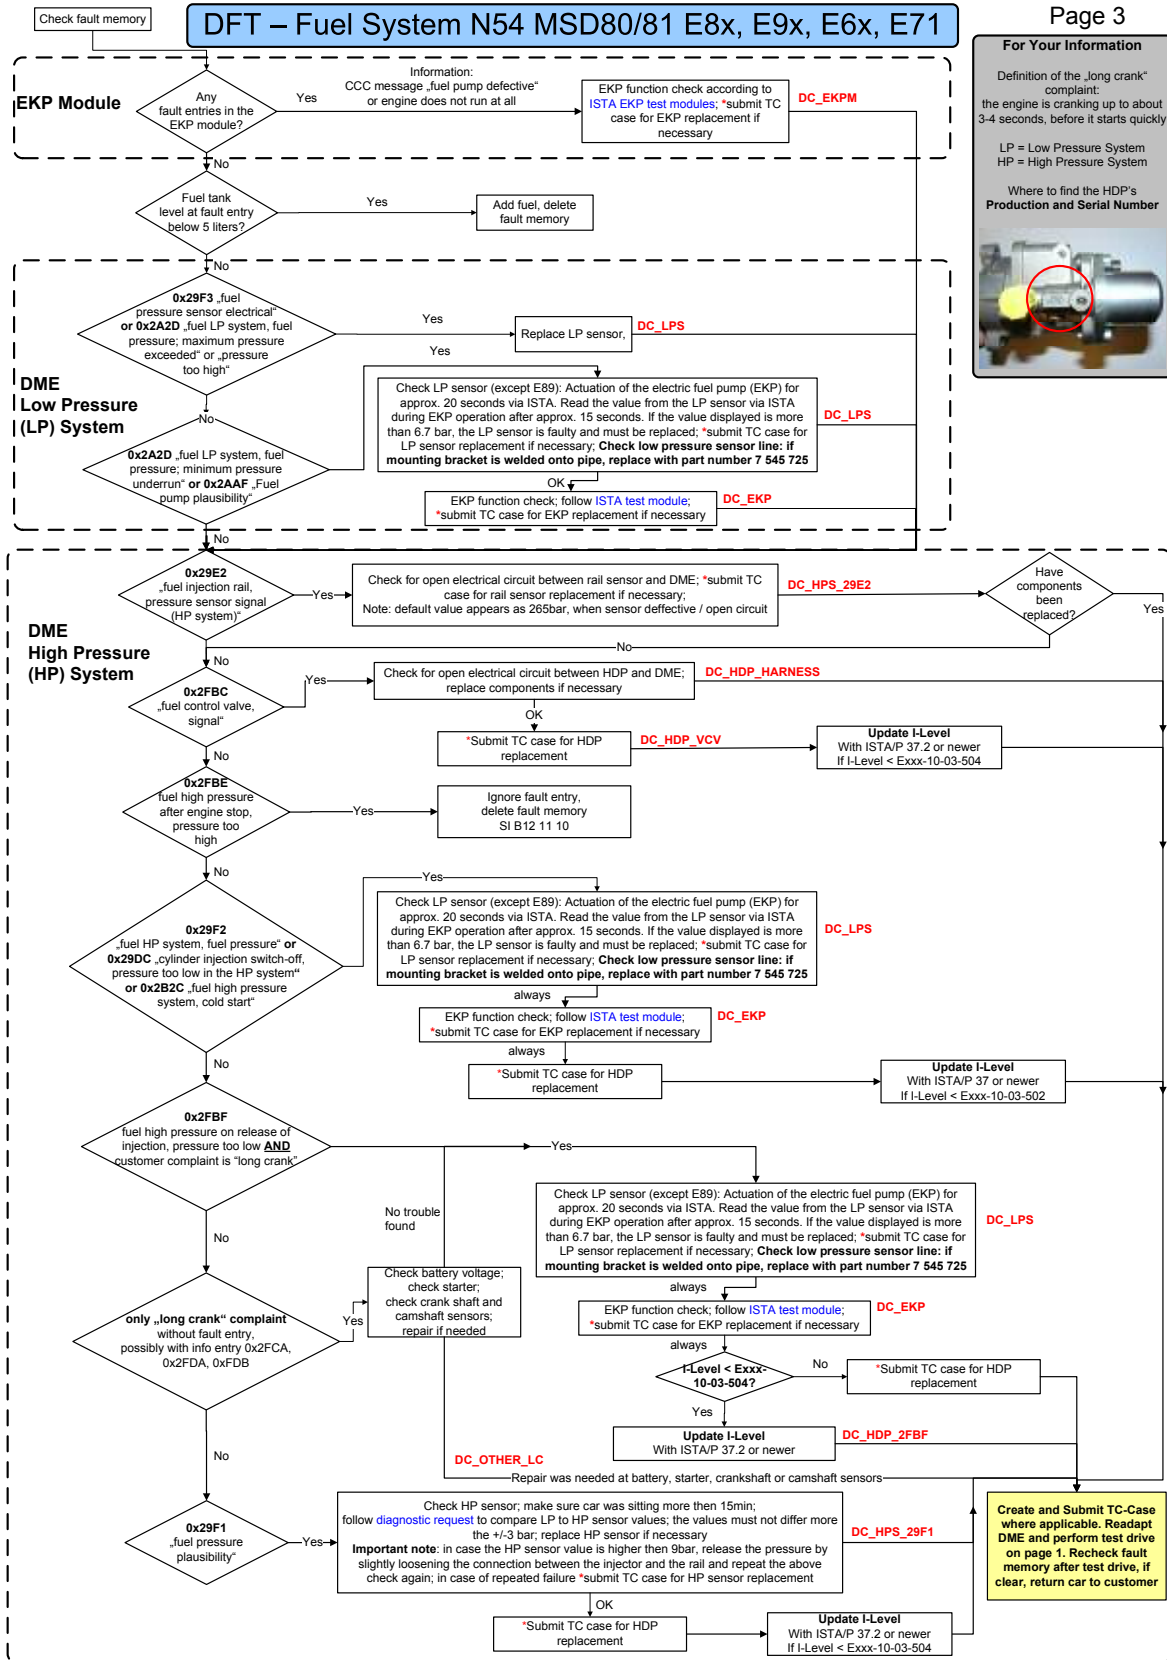 Check fault memory
DFT – Fuel System N54 MSD80/81 E8x, E9x, E6x, E71
Page 3
For Your Information
Definition of the „long crank“
complaint:
the engine is cranking up to about
3-4 seconds, before it starts quickly
LP = Low Pressure System
HP = High Pressure System
Where to find the HDP's
Production and Serial Number
EKP Module
Any
fault entries in the
EKP module?
Yes
Information:
CCC message „fuel pump defective“
or engine does not run at all
EKP function check according to
ISTA EKP test modules; *submit TC
case for EKP replacement if
necessary
DC_EKPM
No
Fuel tank
level at fault entry
below 5 liters?
Yes
Add fuel, delete
fault memory
No
DME
Low Pressure
(LP) System
0x29F3 „fuel
pressure sensor electrical“
or 0x2A2D „fuel LP system, fuel
pressure; maximum pressure
exceeded“ or „pressure
too high“
Yes
Replace LP sensor,
DC_LPS
No
Yes
0x2A2D „fuel LP system, fuel
pressure; minimum pressure
underrun“ or 0x2AAF „Fuel
pump plausibility“
Check LP sensor (except E89): Actuation of the electric fuel pump (EKP) for
approx. 20 seconds via ISTA. Read the value from the LP sensor via ISTA
during EKP operation after approx. 15 seconds. If the value displayed is more
than 6.7 bar, the LP sensor is faulty and must be replaced; *submit TC case for
LP sensor replacement if necessary; Check low pressure sensor line: if
mounting bracket is welded onto pipe, replace with part number 7 545 725
DC_LPS
OK
EKP function check; follow ISTA test module;
*submit TC case for EKP replacement if necessary
DC_EKP
No
DME
High Pressure
(HP) System
0x29E2
„fuel injection rail,
pressure sensor signal
(HP system)“
Yes
Check for open electrical circuit between rail sensor and DME; *submit TC
case for rail sensor replacement if necessary;
Note: default value appears as 265bar, when sensor deffective / open circuit
DC_HPS_29E2
Have
components
been
replaced?
Yes
No
No
0x2FBC
„fuel control valve,
signal“
Yes
Check for open electrical circuit between HDP and DME;
replace components if necessary
DC_HDP_HARNESS
OK
*Submit TC case for HDP
replacement
DC_HDP_VCV
Update I-Level
With ISTA/P 37.2 or newer
If I-Level < Exxx-10-03-504
No
0x2FBE
fuel high pressure
after engine stop,
pressure too
high
Yes
Ignore fault entry,
delete fault memory
SI B12 11 10
No
0x29F2
„fuel HP system, fuel pressure“ or
0x29DC „cylinder injection switch-off,
pressure too low in the HP system“
or 0x2B2C „fuel high pressure
system, cold start“
Yes
Check LP sensor (except E89): Actuation of the electric fuel pump (EKP) for
approx. 20 seconds via ISTA. Read the value from the LP sensor via ISTA
during EKP operation after approx. 15 seconds. If the value displayed is more
than 6.7 bar, the LP sensor is faulty and must be replaced; *submit TC case for
LP sensor replacement if necessary; Check low pressure sensor line: if
mounting bracket is welded onto pipe, replace with part number 7 545 725
DC_LPS
always
EKP function check; follow ISTA test module;
*submit TC case for EKP replacement if necessary
DC_EKP
always
*Submit TC case for HDP
replacement
Update I-Level
With ISTA/P 37 or newer
If I-Level < Exxx-10-03-502
No
0x2FBF
fuel high pressure on release of
injection, pressure too low AND
customer complaint is “long crank”
Yes
Check LP sensor (except E89): Actuation of the electric fuel pump (EKP) for
approx. 20 seconds via ISTA. Read the value from the LP sensor via ISTA
during EKP operation after approx. 15 seconds. If the value displayed is more
than 6.7 bar, the LP sensor is faulty and must be replaced; *submit TC case for
LP sensor replacement if necessary; Check low pressure sensor line: if
mounting bracket is welded onto pipe, replace with part number 7 545 725
DC_LPS
No trouble
found
No
always
EKP function check; follow ISTA test module;
*submit TC case for EKP replacement if necessary
DC_EKP
always
only „long crank“ complaint
without fault entry,
possibly with info entry 0x2FCA,
0x2FDA, 0xFDB
Yes
Check battery voltage;
check starter;
check crank shaft and
camshaft sensors;
repair if needed
I-Level < Exxx-
10-03-504?
No
*Submit TC case for HDP
replacement
Yes
Update I-Level
With ISTA/P 37.2 or newer
DC_HDP_2FBF
No
DC_OTHER_LC
Repair was needed at battery, starter, crankshaft or camshaft sensors
0x29F1
„fuel pressure
plausibility“
Yes
Check HP sensor; make sure car was sitting more then 15min;
follow diagnostic request to compare LP to HP sensor values; the values must not differ more
the +/-3 bar; replace HP sensor if necessary
Important note: in case the HP sensor value is higher then 9bar, release the pressure by
slightly loosening the connection between the injector and the rail and repeat the above
check again; in case of repeated failure *submit TC case for HP sensor replacement
DC_HPS_29F1
Create and Submit TC-Case
where applicable. Readapt
DME and perform test drive
on page 1. Recheck fault
memory after test drive, if
clear, return car to customer
OK
*Submit TC case for HDP
replacement
Update I-Level
With ISTA/P 37.2 or newer
If I-Level < Exxx-10-03-504